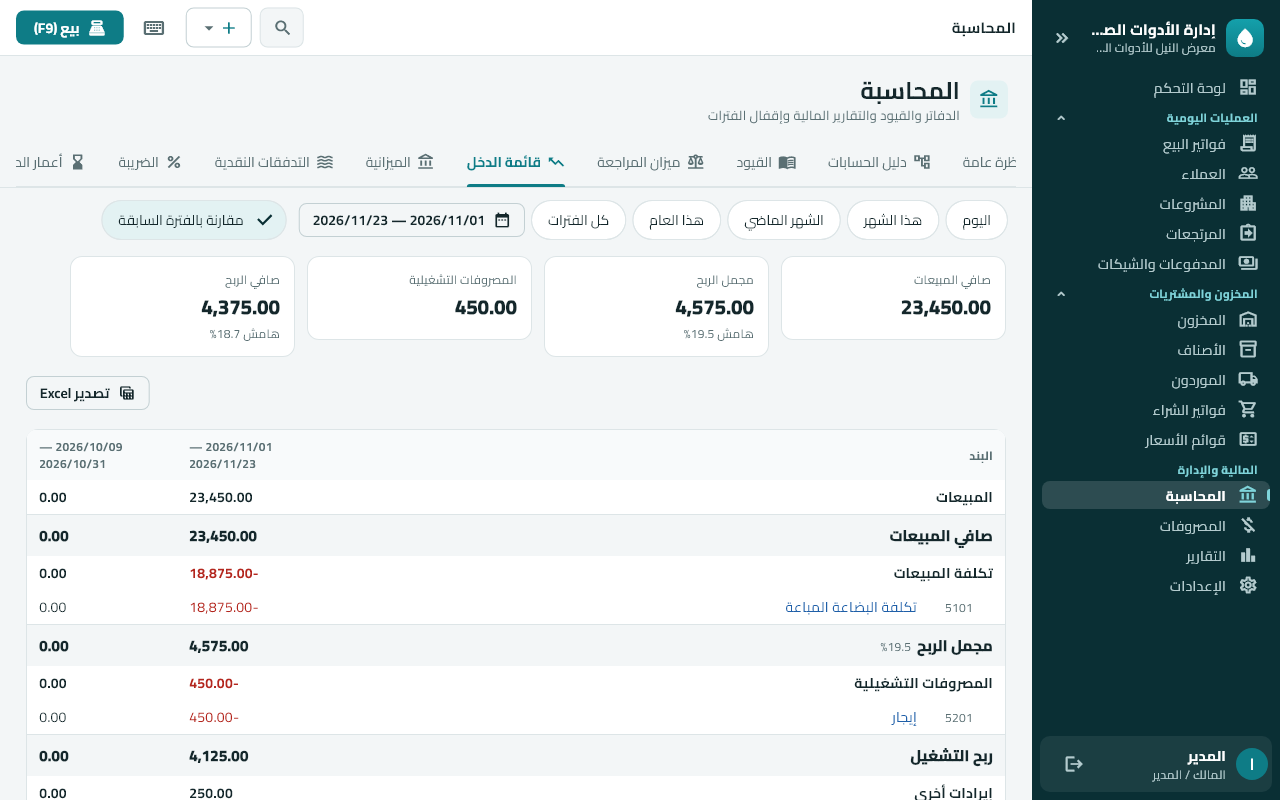 إدارة الأدوات الصـ...
معرض النيل للأدوات الـ...
لوحة التحكم
العمليات اليومية
فواتير البيع
العملاء
المشروعات
المرتجعات
المدفوعات والشيكات
المخزون والمشتريات
المخزون
الأصناف
الموردون
فواتير الشراء
قوائم الأسعار
المالية والإدارة
المحاسبة
المصروفات
التقارير
الإعدادات
المدير
المالك / المدير
المحاسبة
بيع (F9)
المحاسبة
الدفاتر والقيود والتقارير المالية وإقفال الفترات
ظرة عامة
دليل الحسابات
القيود
ميزان المراجعة
قائمة الدخل
الميزانية
التدفقات النقدية
الضريبة
أعمار الد
اليوم
هذا الشهر
الشهر الماضي
هذا العام
كل الفترات
2026/11/01 — 2026/11/23
مقارنة بالفترة السابقة
صافي المبيعات
23,450.00
مجمل الربح
4,575.00
هامش 19.5%
المصروفات التشغيلية
450.00
صافي الربح
4,375.00
هامش 18.7%
تصدير Excel
البند
2026/11/01 —
2026/11/23
2026/10/09 —
2026/10/31
المبيعات 23,450.00 0.00
صافي المبيعات 23,450.00 0.00
تكلفة المبيعات -18,875.00 0.00
5101 تكلفة البضاعة المباعة -18,875.00 0.00
مجمل الربح 19.5% 4,575.00 0.00
المصروفات التشغيلية -450.00 0.00
5201 إيجار -450.00 0.00
ربح التشغيل 4,125.00 0.00
إيرادات أخرى 250.00 0.00